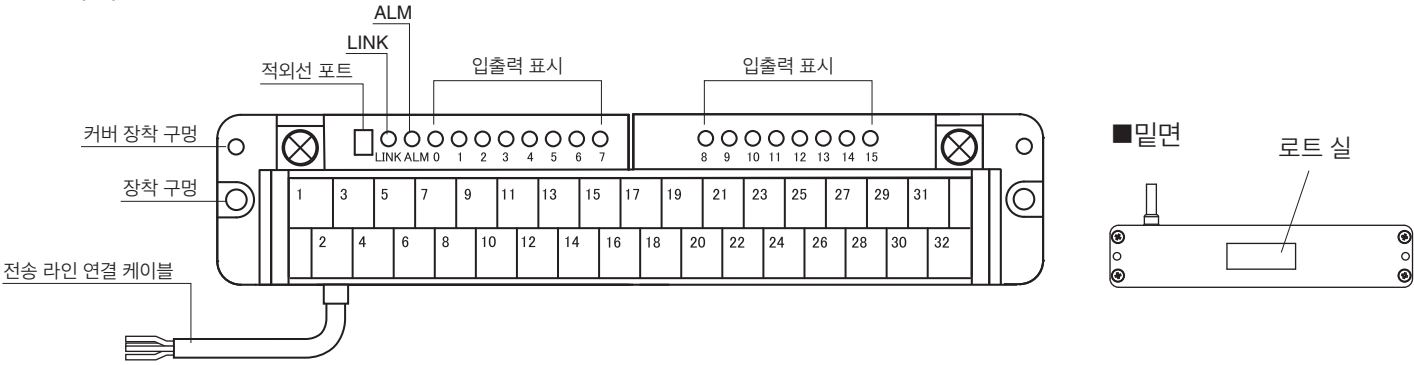 ALM
LINK
적외선 포트
입출력 표시
입출력 표시
커버 장착 구멍
LINK ALM 0 1 2 3 4 5 6 7
8 9 10 11 12 13 14 15
■밑면
로트 실
장착 구멍
1 3 5 7 9 11 13 15 17 19 21 23 25 27 29 31
2 4 6 8 10 12 14 16 18 20 22 24 26 28 30 32
전송 라인 연결 케이블